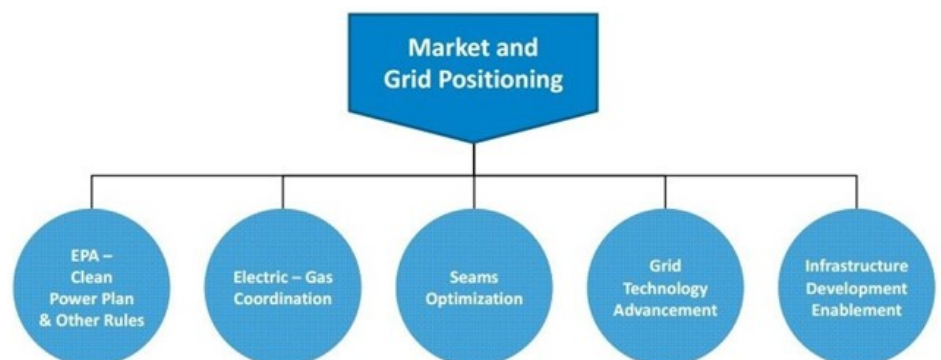 Market and
Grid Positioning
EPA –
Clean
Power Plan
& Other Rules
Electric – Gas
Coordination
Seams
Optimization
Grid
Technology
Advancement
Infrastructure
Development
Enablement